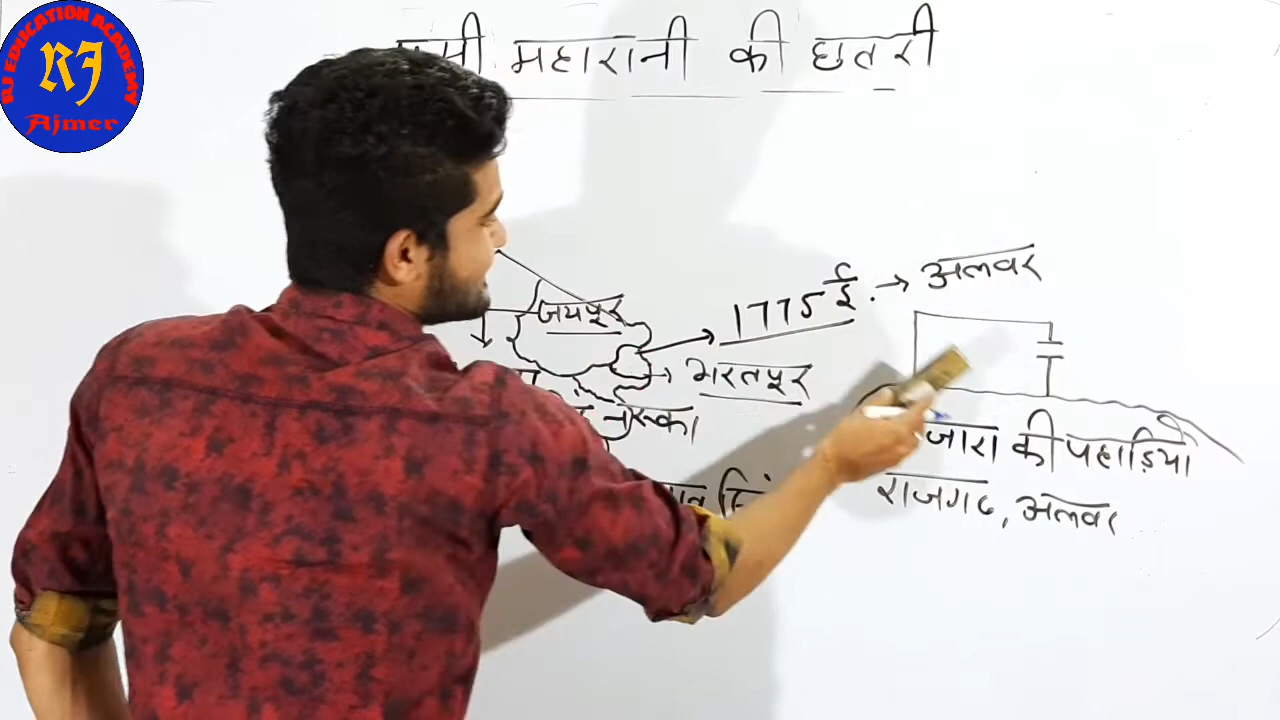 RJ EDUCATION ACADEMY
RJ
Ajmer
महारानी की छतरी
जयपुर
1775 ई. → अलवर
→ भरतपुर
नारूका
की पहाड़ियो
राजगढ, अलवर